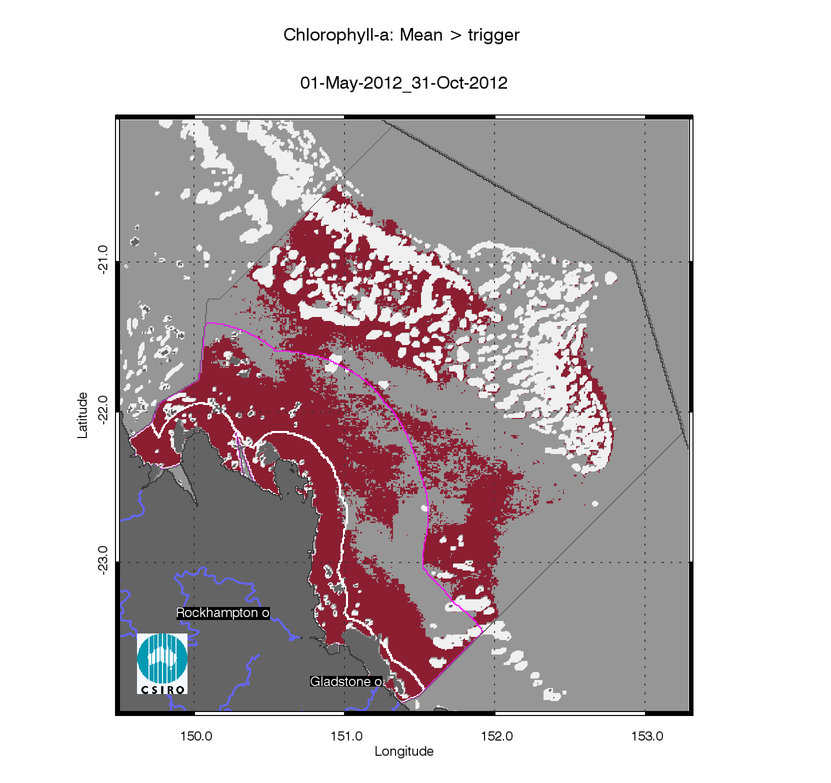 Chlorophyll-a: Mean > trigger
01-May-2012_31-Oct-2012
-21.0
-22.0
-23.0
Latitude
Rockhampton o
Gladstone o
CSIRO
150.0 151.0 152.0 153.0
Longitude